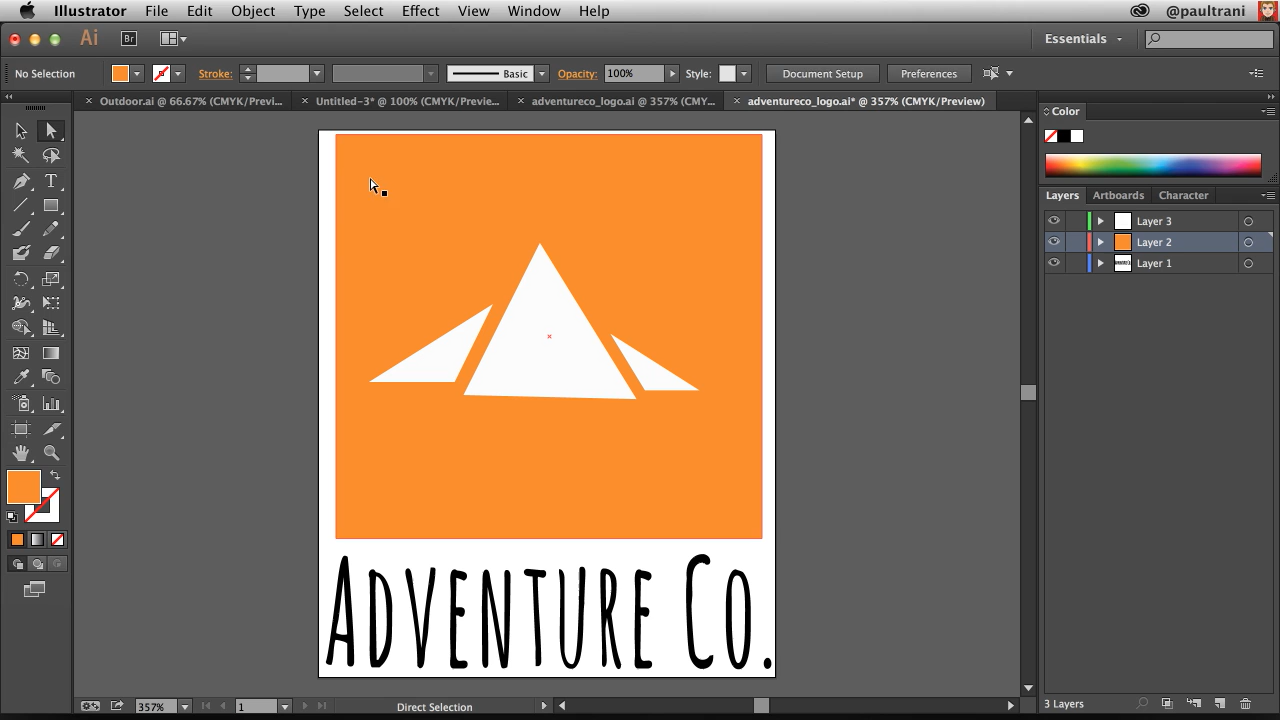 Illustrator File Edit Object Type Select Effect View Window Help @paultrani
Ai Br Essentials
No Selection Stroke: Basic Opacity: 100% Style: Document Setup Preferences
× Outdoor.ai @ 66.67% (CMYK/Previ... × Untitled-3* @ 100% (CMYK/Previe... × adventureco_logo.ai @ 357% (CMY... × adventureco_logo.ai* @ 357% (CMYK/Preview)
Color
Layers Artboards Character
Layer 3
Layer 2
Layer 1
ADVENTURE CO.
357% 1 Direct Selection
3 Layers